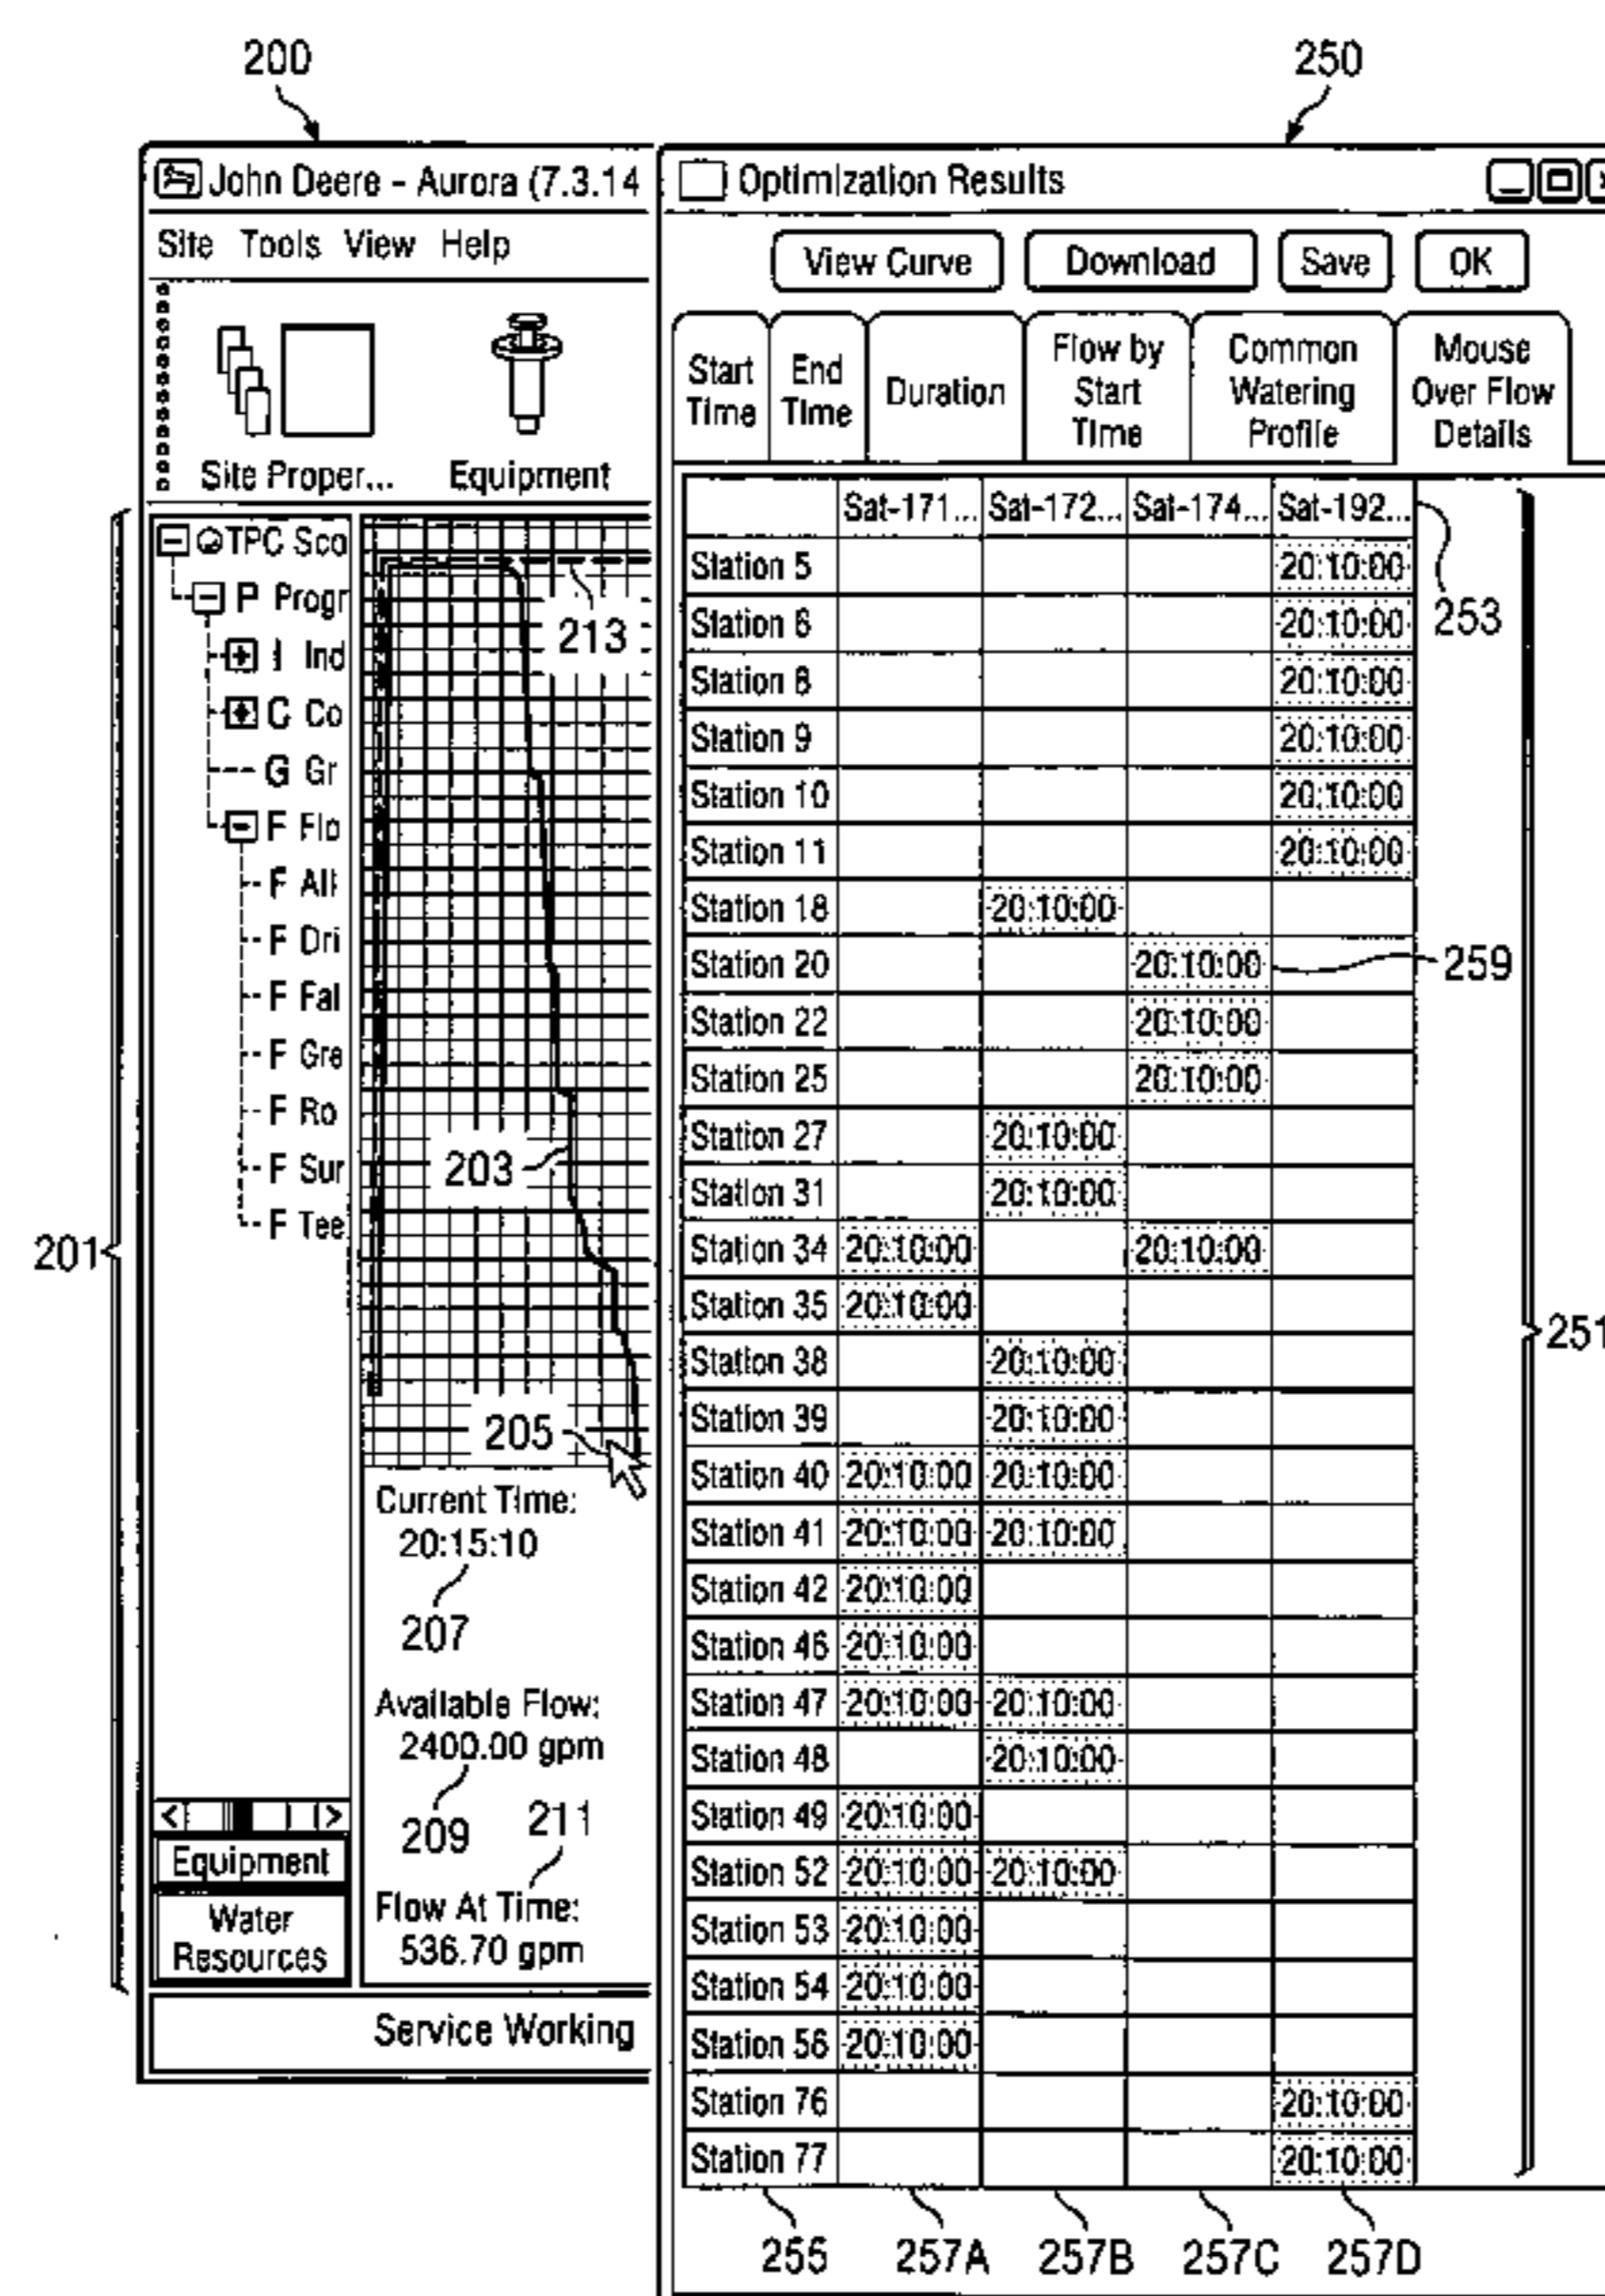 200
250
John Deere - Aurora (7.3.14
Site Tools View Help
Site Proper...
Equipment
TPC Sco
P Progr
I Ind
C Co
G Gr
F Flo
F All
F Dri
F Fai
F Gre
F Ro
F Sur
F Tee
201
213
203
205
Current Time:
20:15:10
207
Available Flow:
2400.00 gpm
209
211
Flow At Time:
536.70 gpm
Equipment
Water
Resources
Service Working
Optimization Results
View Curve Download Save OK
Start Time
End Time
Duration
Flow by Start Time
Common Watering Profile
Mouse Over Flow Details
Sat-171... Sat-172... Sat-174... Sat-192...
253
Station 5 20:10:00
Station 6 20:10:00
Station 8 20:10:00
Station 9 20:10:00
Station 10 20:10:00
Station 11 20:10:00
Station 18 20:10:00
Station 20 20:10:00
259
Station 22 20:10:00
Station 25 20:10:00
Station 27 20:10:00
Station 31 20:10:00
Station 34 20:10:00 20:10:00
Station 35 20:10:00
251
Station 38 20:10:00
Station 39 20:10:00
Station 40 20:10:00 20:10:00
Station 41 20:10:00 20:10:00
Station 42 20:10:00
Station 46 20:10:00
Station 47 20:10:00 20:10:00
Station 48 20:10:00
Station 49 20:10:00
Station 52 20:10:00 20:10:00
Station 53 20:10:00
Station 54 20:10:00
Station 56 20:10:00
Station 76 20:10:00
Station 77 20:10:00
255 257A 257B 257C 257D